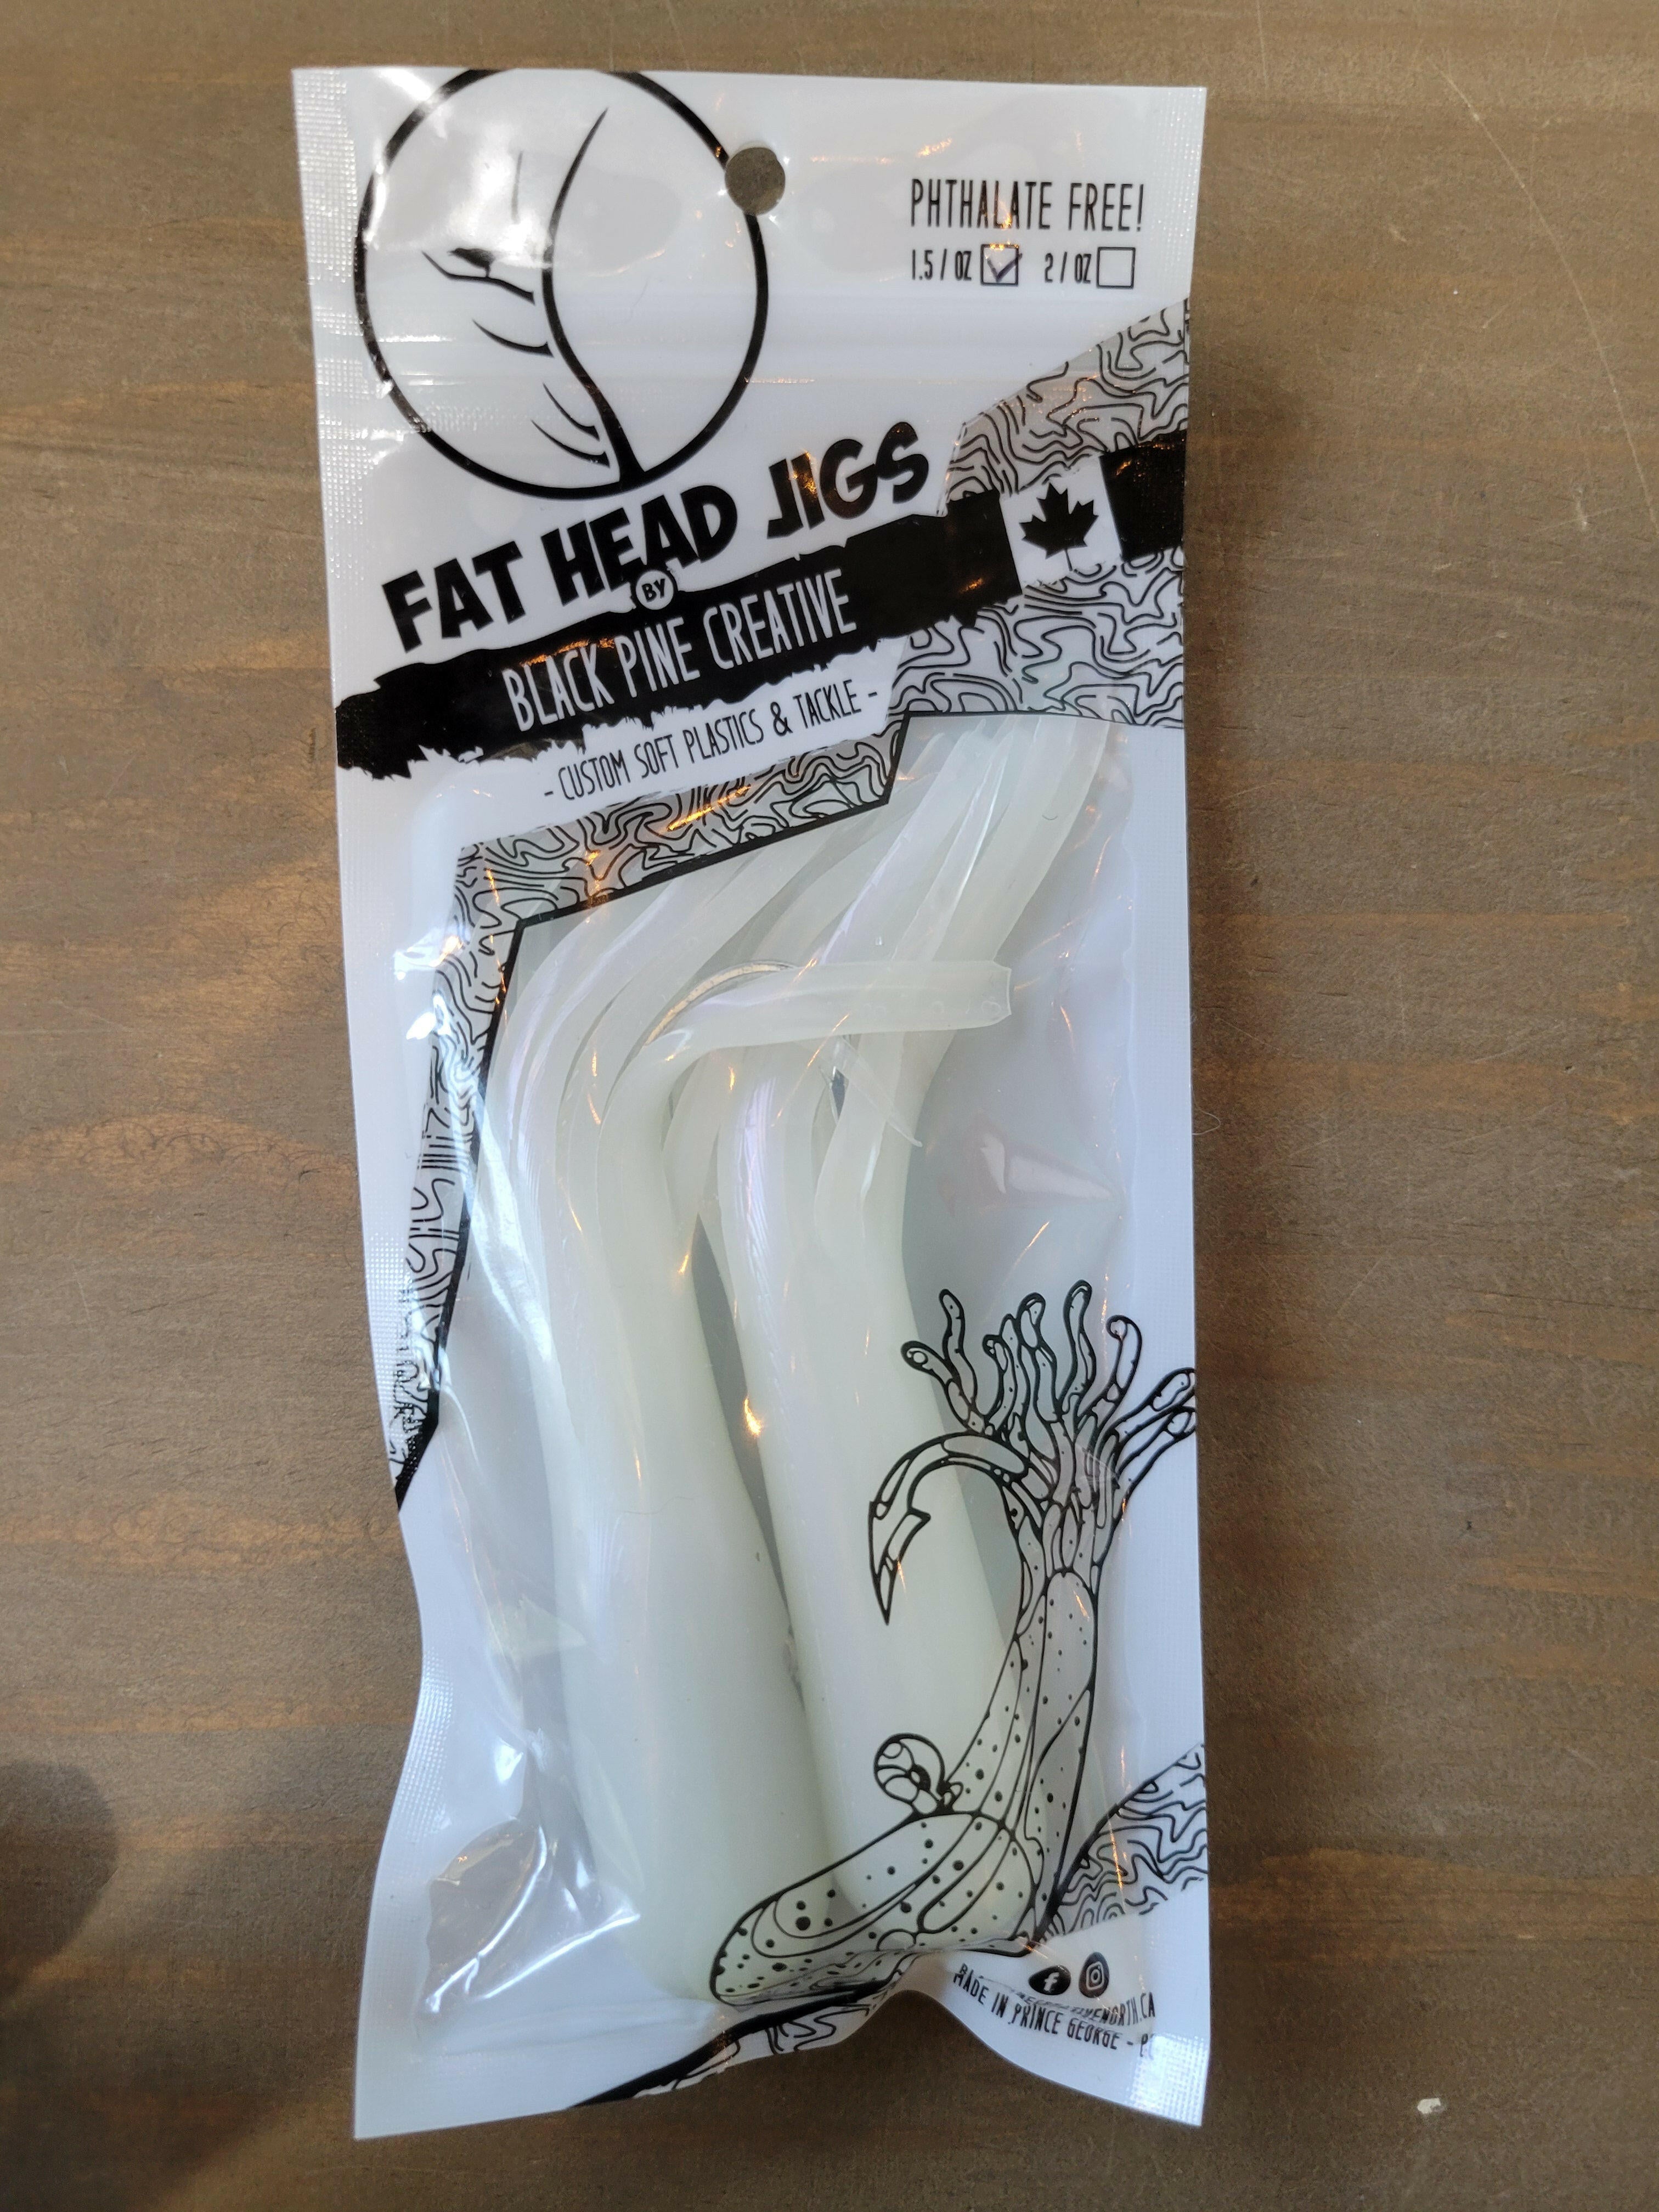 PHTHALATE FREE!
1.5/OZ 2/OZ
FAT HEAD JIGS
BY
BLACK PINE CREATIVE
- CUSTOM SOFT PLASTICS & TACKLE -
MADE IN PRINCE GEORGE -